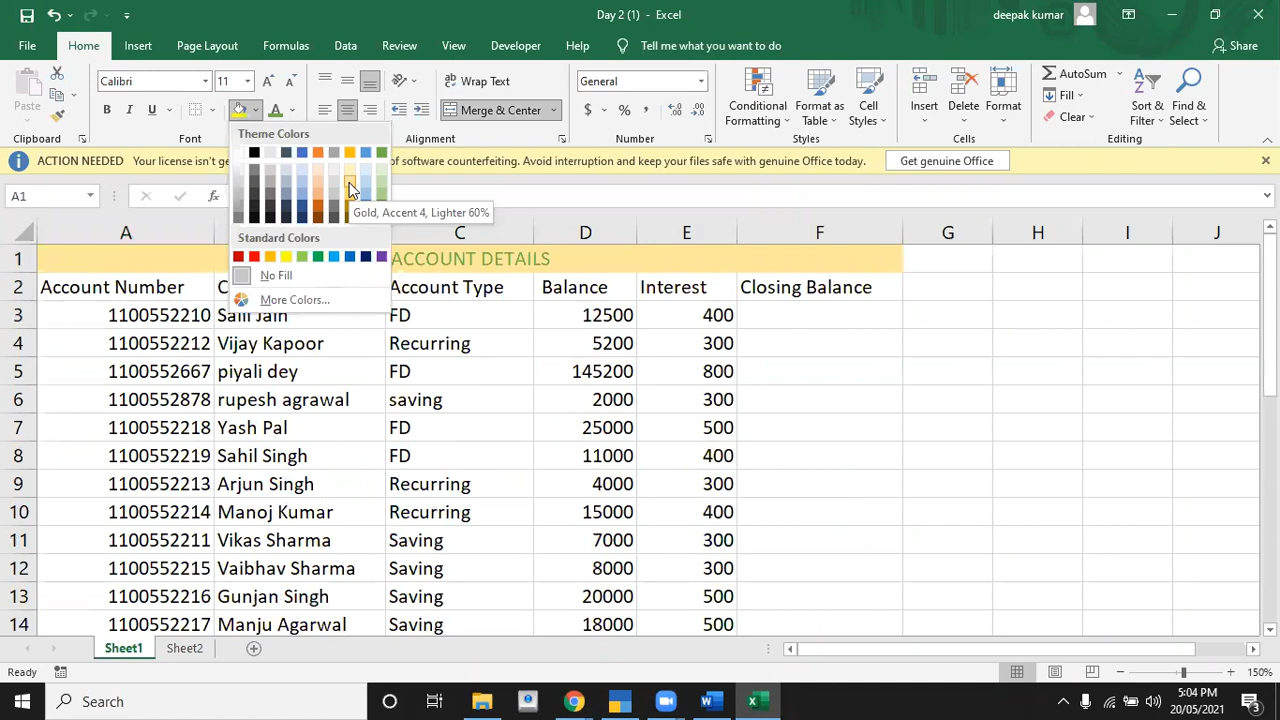 Day 2 (1) - Excel
deepak kumar
File Home Insert Page Layout Formulas Data Review View Developer Help Tell me what you want to do Share
Calibri 11 Wrap Text General AutoSum
Paste Conditional Formatting Format as Table Cell Styles Insert Delete Format Fill Sort & Filter Find & Select
B I U Merge & Center $ % Clear
Clipboard Font Alignment Number Cells Editing
Theme Colors
ACTION NEEDED Your license isn't ge of software counterfeiting. Avoid interruption and keep your files safe with genuine Office today. Get genuine Office
A1 fx
Gold, Accent 4, Lighter 60%
Standard Colors
No Fill
More Colors...
A C D E F G H I J
1 ACCOUNT DETAILS
2 Account Number C Account Type Balance Interest Closing Balance
3 1100552210 Jain FD 12500 400
4 1100552212 Vijay Kapoor Recurring 5200 300
5 1100552667 piyali dey FD 145200 800
6 1100552878 rupesh agrawal saving 2000 300
7 1100552218 Yash Pal FD 25000 500
8 1100552219 Sahil Singh FD 11000 400
9 1100552213 Arjun Singh Recurring 4000 300
10 1100552214 Manoj Kumar Recurring 15000 400
11 1100552211 Vikas Sharma Saving 7000 300
12 1100552215 Vaibhav Sharma Saving 8000 300
13 1100552216 Gunjan Singh Saving 20000 500
14 1100552217 Manju Agarwal Saving 18000 500
Sheet1 Sheet2
Ready 150%
Search
5:04 PM
20/05/2021
3